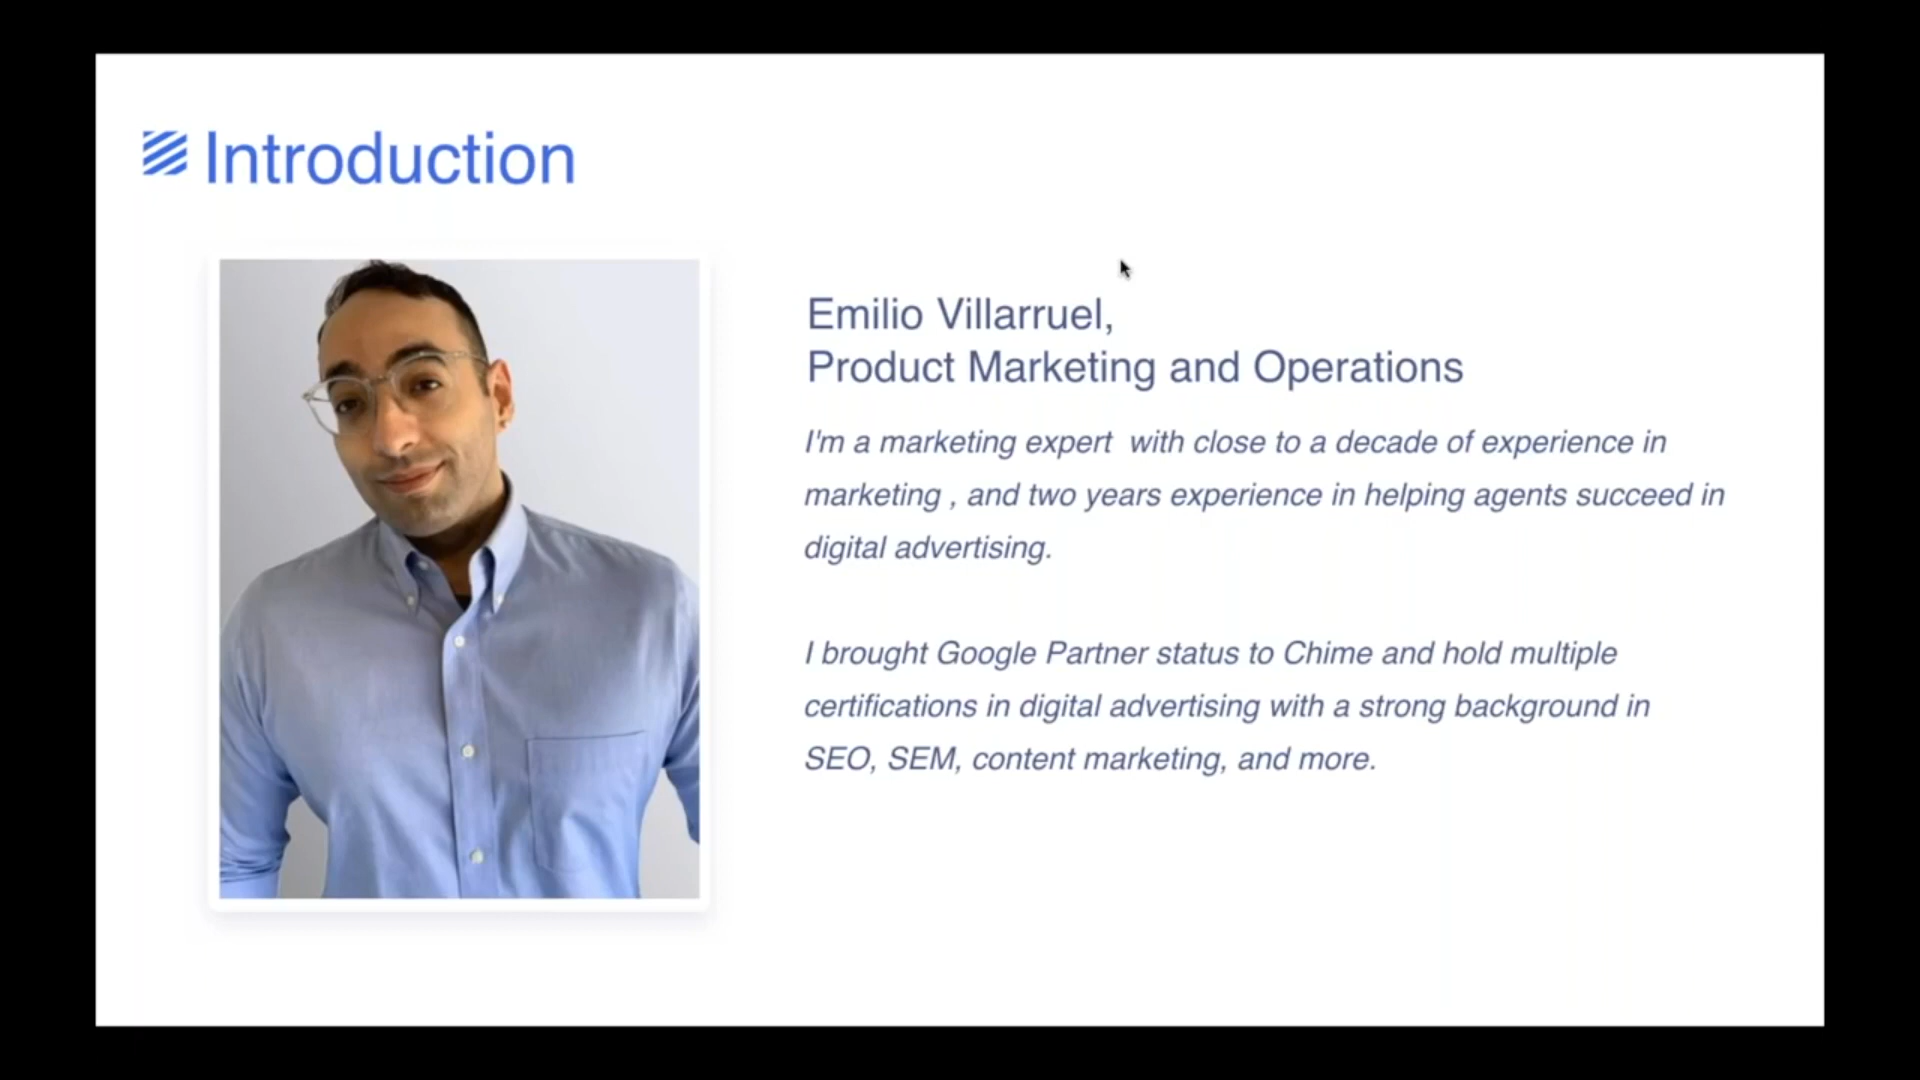 Introduction
Emilio Villarruel,
Product Marketing and Operations
I'm a marketing expert  with close to a decade of experience in
marketing , and two years experience in helping agents succeed in
digital advertising.
I brought Google Partner status to Chime and hold multiple
certifications in digital advertising with a strong background in
SEO, SEM, content marketing, and more.